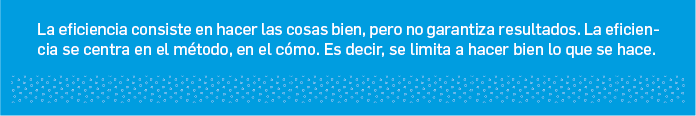 La eficiencia consiste en hacer las cosas bien, pero no garantiza resultados. La eficien-
cia se centra en el método, en el cómo. Es decir, se limita a hacer bien lo que se hace.